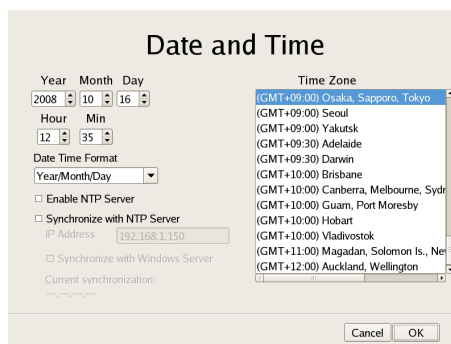 Date and Time
Year Month Day
2008 10 16
Hour Min
12 35
Date Time Format
Year/Month/Day
Enable NTP Server
Synchronize with NTP Server
IP Address 192.168.1.150
Synchronize with Windows Server
Current synchronization:
---.---.---.---
Time Zone
(GMT+09:00) Osaka, Sapporo, Tokyo
(GMT+09:00) Seoul
(GMT+09:00) Yakutsk
(GMT+09:30) Adelaide
(GMT+09:30) Darwin
(GMT+10:00) Brisbane
(GMT+10:00) Canberra, Melbourne, Sydr
(GMT+10:00) Guam, Port Moresby
(GMT+10:00) Hobart
(GMT+10:00) Vladivostok
(GMT+11:00) Magadan, Solomon Is., Ne
(GMT+12:00) Auckland, Wellington
Cancel OK